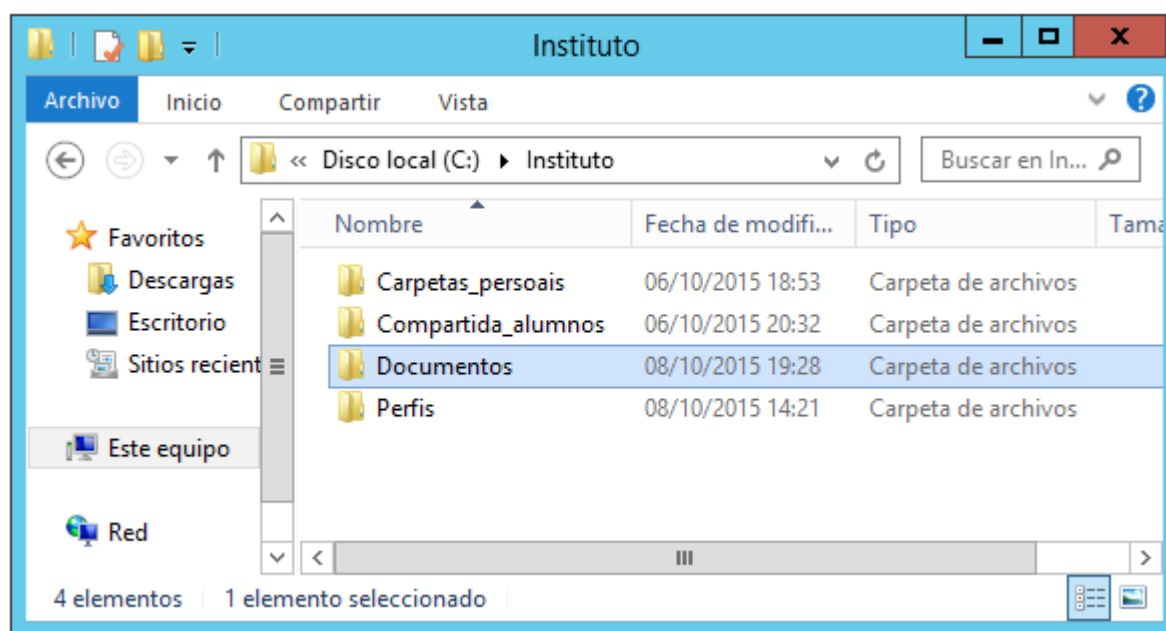 Instituto
Archivo Inicio Compartir Vista
« Disco local (C:) Instituto Buscar en In...
Nombre Fecha de modifi... Tipo Tama
Favoritos
Descargas
Escritorio
Sitios recient
Este equipo
Red
Carpetas_persoais 06/10/2015 18:53 Carpeta de archivos
Compartida_alumnos 06/10/2015 20:32 Carpeta de archivos
Documentos 08/10/2015 19:28 Carpeta de archivos
Perfis 08/10/2015 14:21 Carpeta de archivos
4 elementos 1 elemento seleccionado